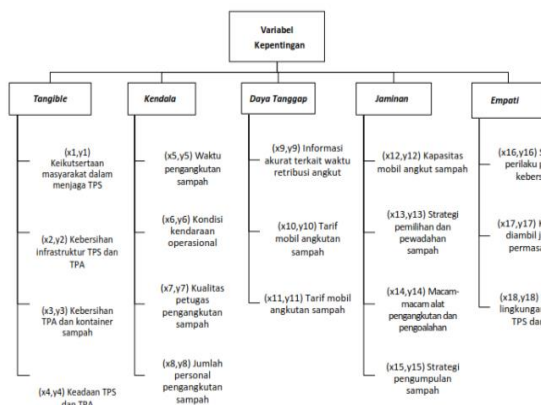 Variabel
Kepentingan
Tangible
Kendala
Daya Tanggap
Jaminan
Empati
(x1,y1)
Keikutsertaan
masyarakat dalam
menjaga TPS
(x2,y2) Kebersihan
infrastruktur TPS dan
TPA
(x3,y3) Kebersihan
TPA dan kontainer
sampah
(x4,y4) Keadaan TPS
dan TPA
(x5,y5) Waktu
pengangkutan
sampah
(x6,y6) Kondisi
kendaraan
operasional
(x7,y7) Kualitas
petugas
pengangkutan
sampah
(x8,y8) Jumlah
personal
pengangkutan
sampah
(x9,y9) Informasi
akurat terkait waktu
retribusi angkut
(x10,y10) Tarif
mobil angkutan
sampah
(x11,y11) Tarif mobil
angkutan sampah
(x12,y12) Kapasitas
mobil angkut sampah
(x13,y13) Strategi
pemilihan dan
pewadahan
sampah
(x14,y14) Macam-
macam alat
pengangkutan dan
pengoalahan
(x15,y15) Strategi
pengumpulan
sampah
(x16,y16) S
perilaku p
kebers
(x17,y17) K
diambil j
permasa
(x18,y18)
lingkungan
TPS dan